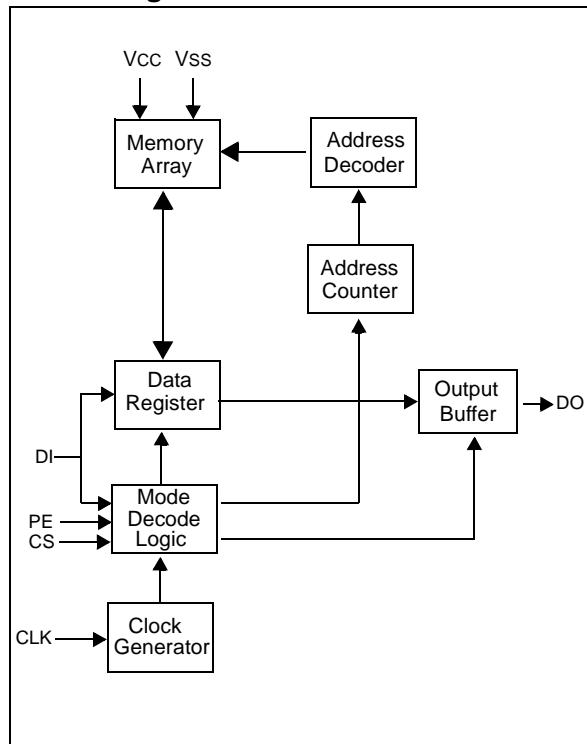 VCC VSS
Memory
Array
Address
Decoder
Address
Counter
Data
Register
Output
Buffer
DO
DI
Mode
Decode
Logic
PE
CS
CLK
Clock
Generator